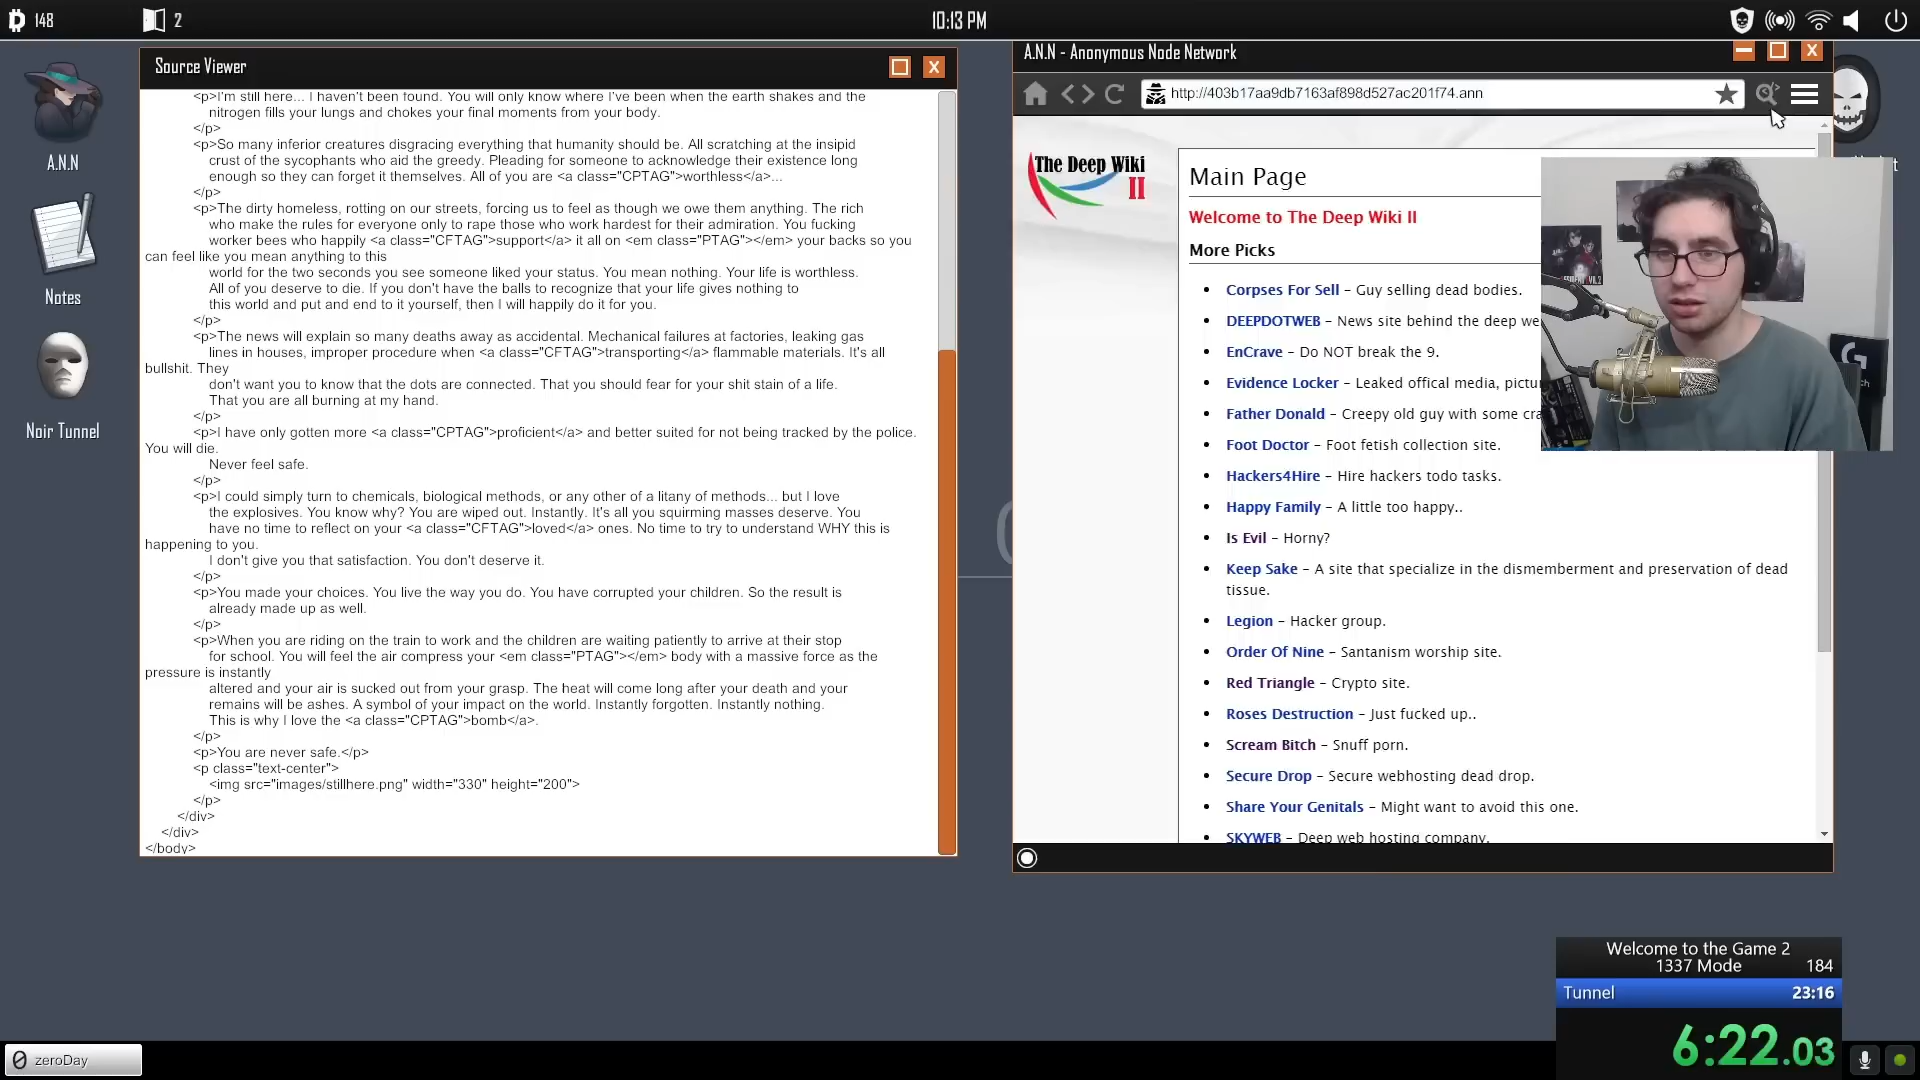 148
2
10:13 PM
A.N.N
Notes
Noir Tunnel
Source Viewer
<p>I'm still here... I haven't been found. You will only know where I've been when the earth shakes and the
nitrogen fills your lungs and chokes your final moments from your body.
</p>
<p>So many inferior creatures disgracing everything that humanity should be. All scratching at the insipid
crust of the sycophants who aid the greedy. Pleading for someone to acknowledge their existence long
enough so they can forget it themselves. All of you are <a class="CPTAG">worthless</a>...
</p>
<p>The dirty homeless, rotting on our streets, forcing us to feel as though we owe them anything. The rich
who make the rules for everyone only to rape those who work hardest for their admiration. You fucking
worker bees who happily <a class="CFTAG">support</a> it all on <em class="PTAG"></em> your backs so you
can feel like you mean anything to this
world for the two seconds you see someone liked your status. You mean nothing. Your life is worthless.
All of you deserve to die. If you don't have the balls to recognize that your life gives nothing to
this world and put and end to it yourself, then I will happily do it for you.
</p>
<p>The news will explain so many deaths away as accidental. Mechanical failures at factories, leaking gas
lines in houses, improper procedure when <a class="CFTAG">transporting</a> flammable materials. It's all
bullshit. They
don't want you to know that the dots are connected. That you should fear for your shit stain of a life.
That you are all burning at my hand.
</p>
<p>I have only gotten more <a class="CPTAG">proficient</a> and better suited for not being tracked by the police.
You will die.
Never feel safe.
</p>
<p>I could simply turn to chemicals, biological methods, or any other of a litany of methods... but I love
the explosives. You know why? You are wiped out. Instantly. It's all you squirming masses deserve. You
have no time to reflect on your <a class="CFTAG">loved</a> ones. No time to try to understand WHY this is
happening to you.
I don't give you that satisfaction. You don't deserve it.
</p>
<p>You made your choices. You live the way you do. You have corrupted your children. So the result is
already made up as well.
</p>
<p>When you are riding on the train to work and the children are waiting patiently to arrive at their stop
for school. You will feel the air compress your <em class="PTAG"></em> body with a massive force as the
pressure is instantly
altered and your air is sucked out from your grasp. The heat will come long after your death and your
remains will be ashes. A symbol of your impact on the world. Instantly forgotten. Instantly nothing.
This is why I love the <a class="CPTAG">bomb</a>.
</p>
<p>You are never safe.</p>
<p class="text-center">
<img src="images/stillhere.png" width="330" height="200">
</p>
</div>
</div>
</body>
A.N.N - Anonymous Node Network
http://403b17aa9db7163af898d527ac201f74.ann
The Deep Wiki
II
Main Page
Welcome to The Deep Wiki II
More Picks
Corpses For Sell – Guy selling dead bodies.
DEEPDOTWEB – News site behind the deep we
EnCrave – Do NOT break the 9.
Evidence Locker – Leaked offical media, pictur
Father Donald – Creepy old guy with some cra
Foot Doctor – Foot fetish collection site.
Hackers4Hire – Hire hackers todo tasks.
Happy Family – A little too happy..
Is Evil – Horny?
Keep Sake – A site that specialize in the dismemberment and preservation of dead
tissue.
Legion – Hacker group.
Order Of Nine – Santanism worship site.
Red Triangle – Crypto site.
Roses Destruction – Just fucked up..
Scream Bitch – Snuff porn.
Secure Drop – Secure webhosting dead drop.
Share Your Genitals – Might want to avoid this one.
SKYWEB – Deep web hosting company.
Welcome to the Game 2
1337 Mode 184
Tunnel 23:16
6:22.03
zeroDay